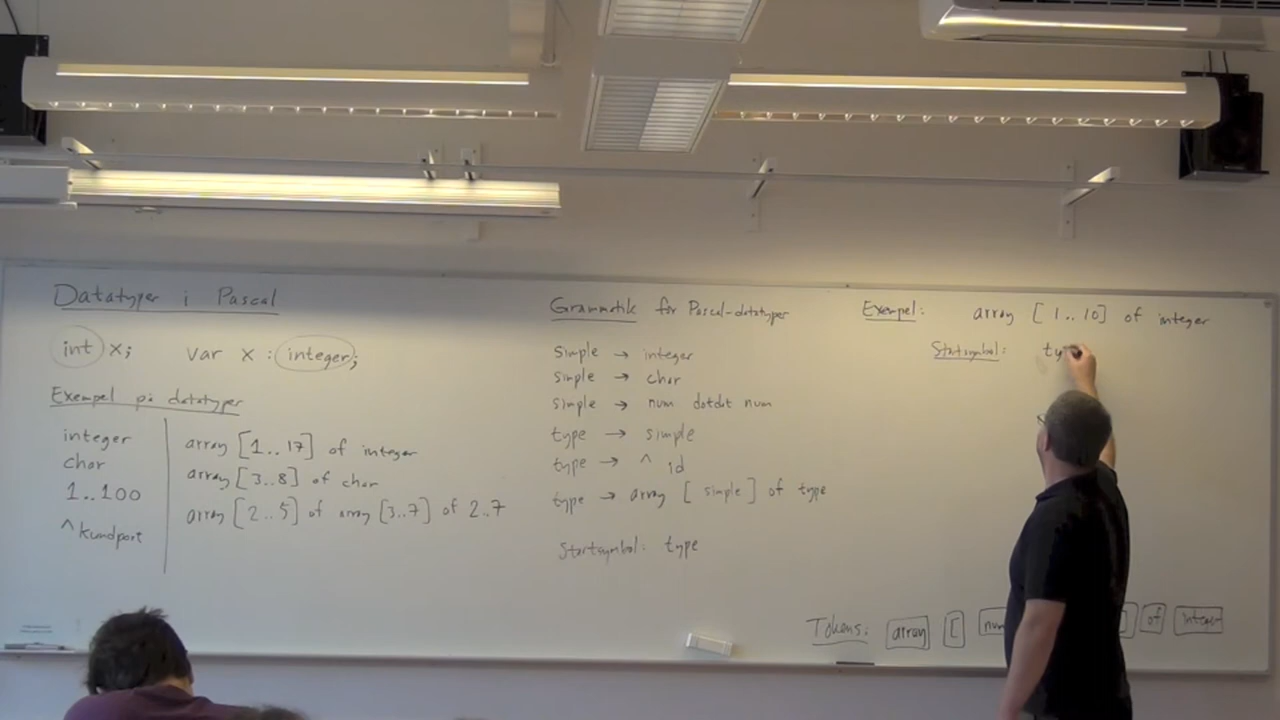 Datatyper i Pascal
int x; var x : integer;
Exempel på datatyper
integer
char
1..100
^kundpost
array [1..17] of integer
array [3..8] of char
array [2..5] of array [3..7] of 2..7
Grammatik för Pascal-datatyper
simple → integer
simple → char
simple → num dotdot num
type → simple
type → ^ id
type → array [ simple ] of type
Startsymbol: type
Exempel: array [1..10] of integer
Startsymbol: ty
Tokens: array [ num ] of integer